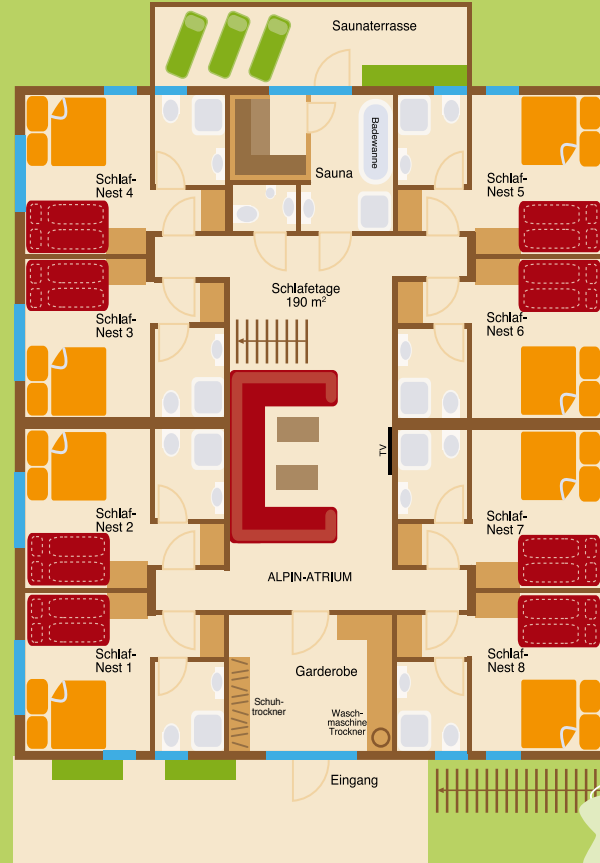 Saunaterrasse
Badewanne
Sauna
Schlaf-
Nest 4
Schlaf-
Nest 5
Schlafetage
190 m²
Schlaf-
Nest 3
Schlaf-
Nest 6
TV
Schlaf-
Nest 2
Schlaf-
Nest 7
ALPIN-ATRIUM
Schlaf-
Nest 1
Garderobe
Schlaf-
Nest 8
Schuh-
trockner
Wasch-
maschine
Trockner
Eingang